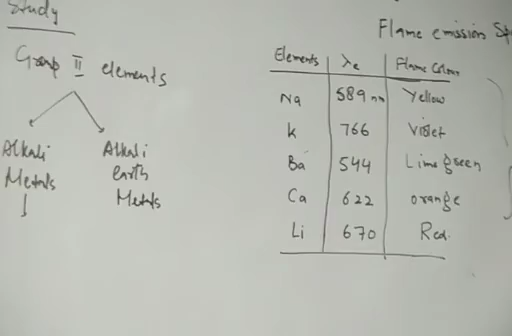 Study
Group II elements
Alkali
Metals
Alkali
earth
Metals
Flame emission
Elements λe Flame Colour
Na 589 nm Yellow
K 766 Violet
Ba 544 Lime green
Ca 622 orange
Li 670 Red.